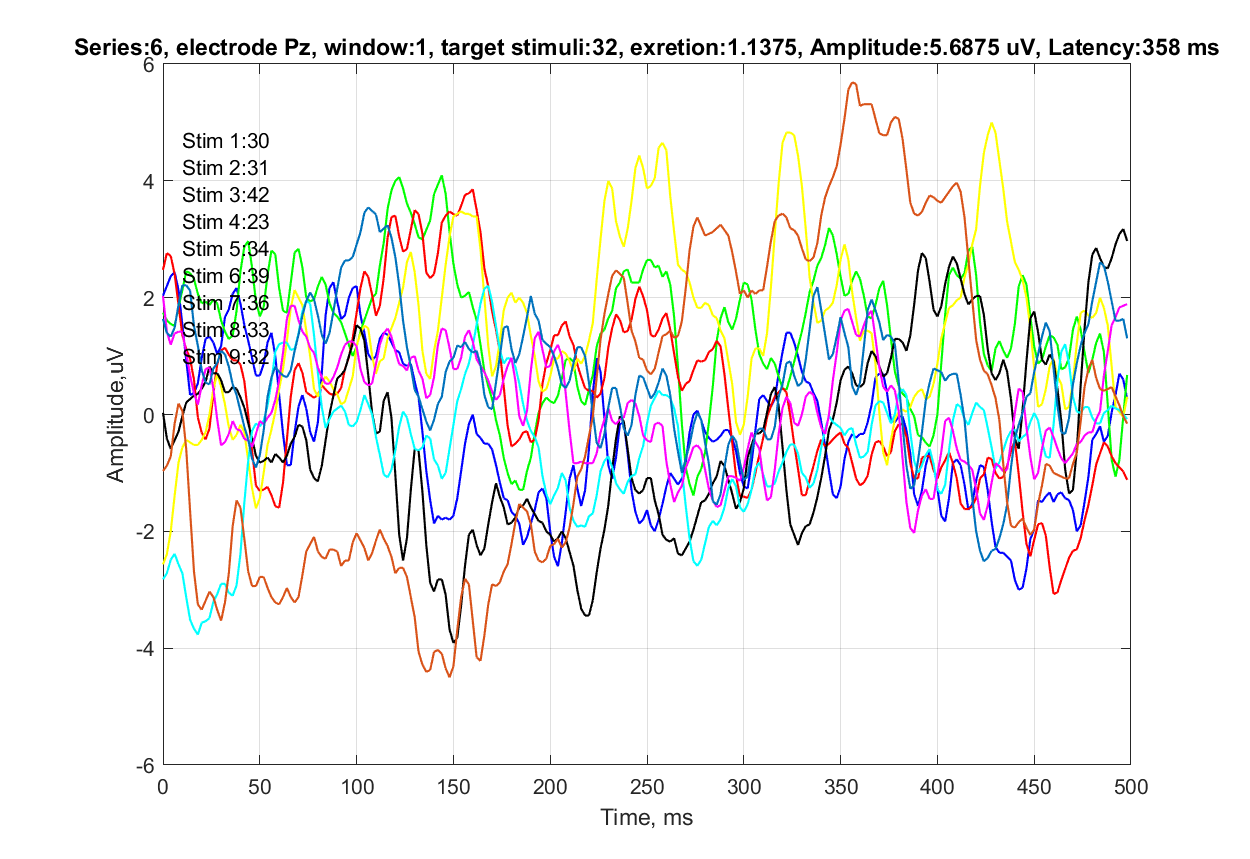 Series:6, electrode Pz, window:1, target stimuli:32, exretion:1.1375, Amplitude:5.6875 uV, Latency:358 ms
6
4
2
0
-2
-4
-6
Amplitude,uV
Stim 1:30
Stim 2:31
Stim 3:42
Stim 4:23
Stim 5:34
Stim 6:39
Stim 7:36
Stim 8:33
Stim 9:32
0 50 100 150 200 250 300 350 400 450 500
Time, ms